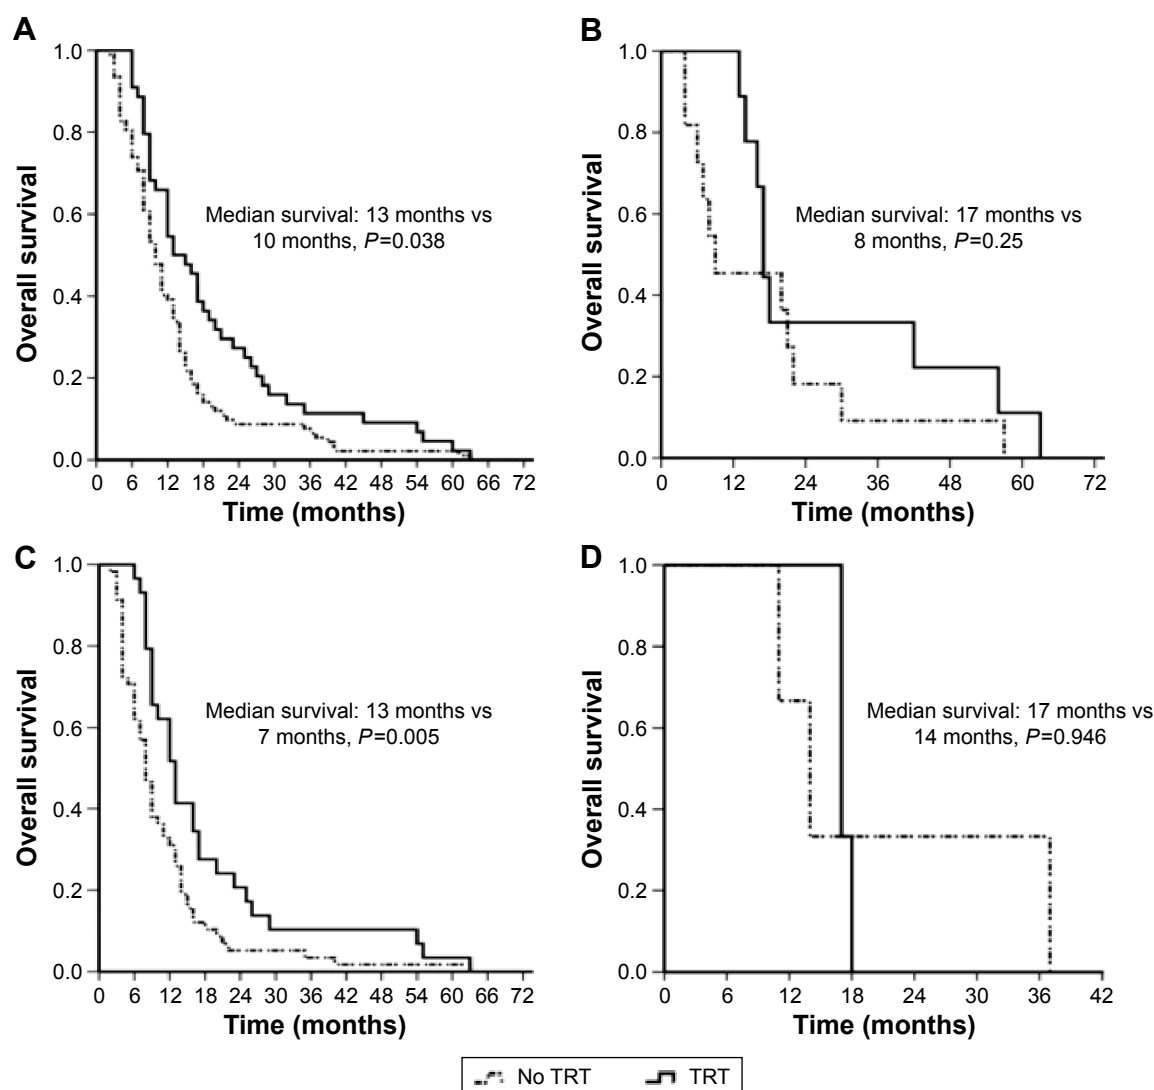 A
1.0
0.8
0.6
0.4
0.2
0.0
Overall survival
Median survival: 13 months vs
10 months, P=0.038
0 6 12 18 24 30 36 42 48 54 60 66 72
Time (months)
B
1.0
0.8
0.6
0.4
0.2
0.0
Overall survival
Median survival: 17 months vs
8 months, P=0.25
0 12 24 36 48 60 72
Time (months)
C
1.0
0.8
0.6
0.4
0.2
0.0
Overall survival
Median survival: 13 months vs
7 months, P=0.005
0 6 12 18 24 30 36 42 48 54 60 66 72
Time (months)
D
1.0
0.8
0.6
0.4
0.2
0.0
Overall survival
Median survival: 17 months vs
14 months, P=0.946
0 6 12 18 24 30 36 42
Time (months)
No TRT TRT